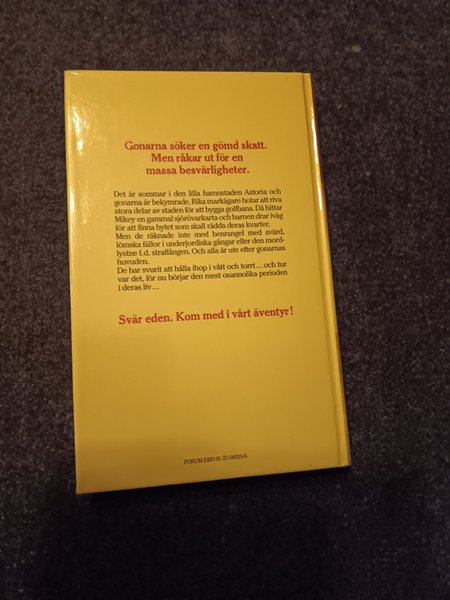 Gonarna söker en gömd skatt.
Men råkar ut för en
massa besvärligheter.
Det är sommar i den lilla hamnstaden Astoria och
gonarna är bekymrade. Rika markägare hotar att riva
stora delar av staden för att bygga golfbana. Då hittar
Mikey en gammal sjörövarkarta och barnen drar iväg
för att finna bytet som skall rädda deras kvarter.
Men de räknade inte med benrangel med svärd,
lömska fällor i underjordiska gångar eller den mord-
lystne f.d. straffången. Och alla är ute efter gonarnas
huvuden.
De har svurit att hålla ihop i vått och torrt... och tur
var det, för nu börjar den mest osannolika perioden
i deras liv...
Svär eden. Kom med i vårt äventyr!
FORUM ISBN 91-37-